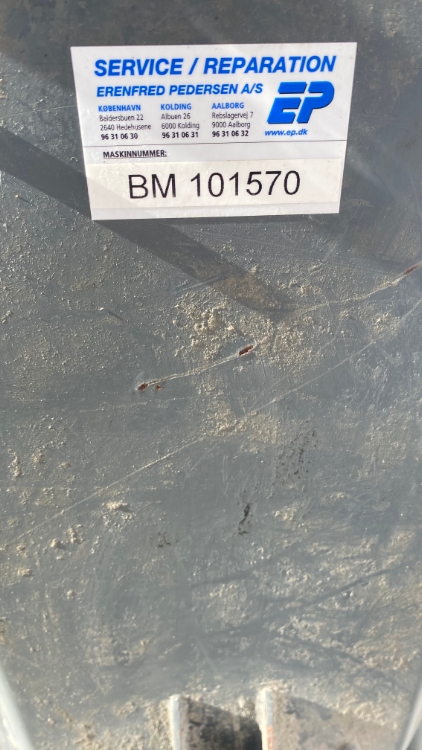 SERVICE / REPARATION
ERENFRED PEDERSEN A/S
EP
www.ep.dk
KØBENHAVN
Baldersbuen 22
2640 Hedehusene
96 31 06 30
KOLDING
Albuen 26
6000 Kolding
96 31 06 31
AALBORG
Rebslagervej 7
9000 Aalborg
96 31 06 32
MASKINNUMMER:
BM 101570